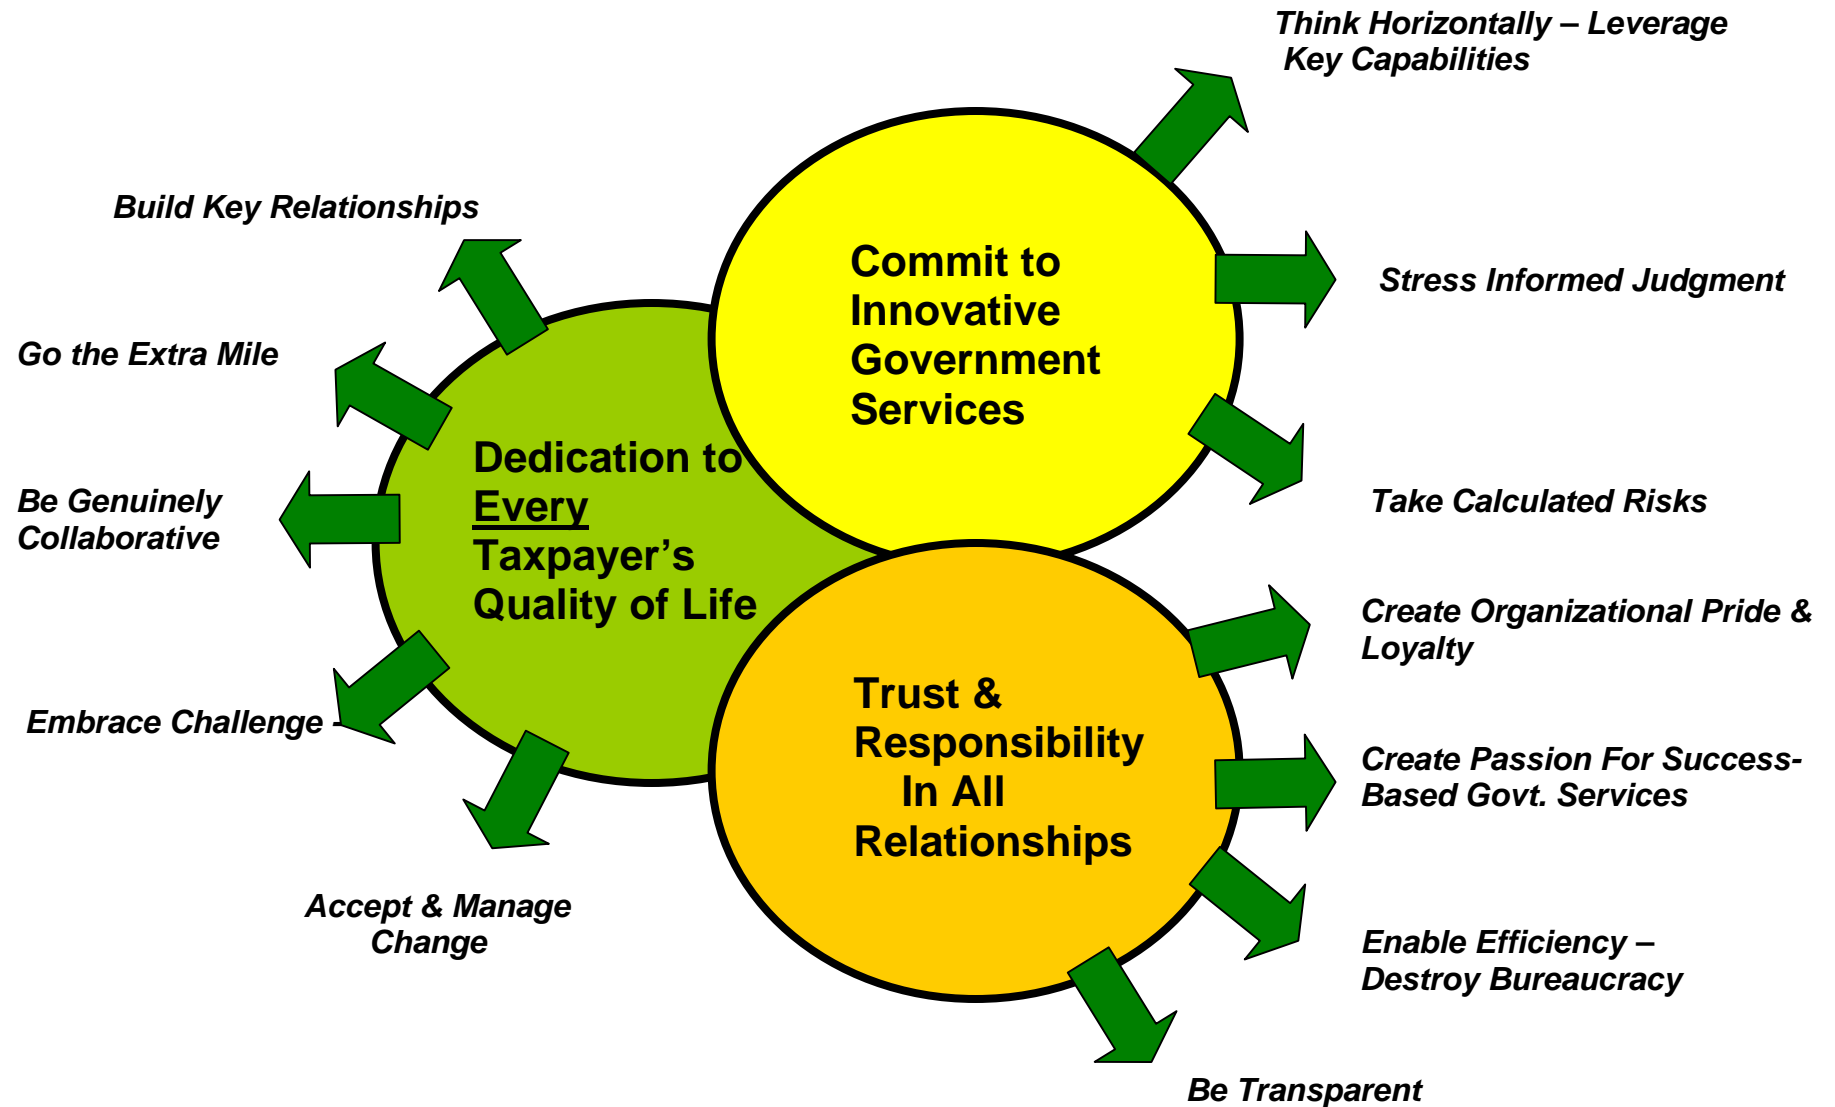 Think Horizontally – Leverage
Key Capabilities
Build Key Relationships
Commit to
Innovative
Government
Services
Stress Informed Judgment
Go the Extra Mile
Dedication to
Every
Taxpayer’s
Quality of Life
Be Genuinely
Collaborative
Take Calculated Risks
Create Organizational Pride &
Loyalty
Trust &
Responsibility
In All
Relationships
Embrace Challenge -
Create Passion For Success-
Based Govt. Services
Accept & Manage
Change
Enable Efficiency –
Destroy Bureaucracy
Be Transparent